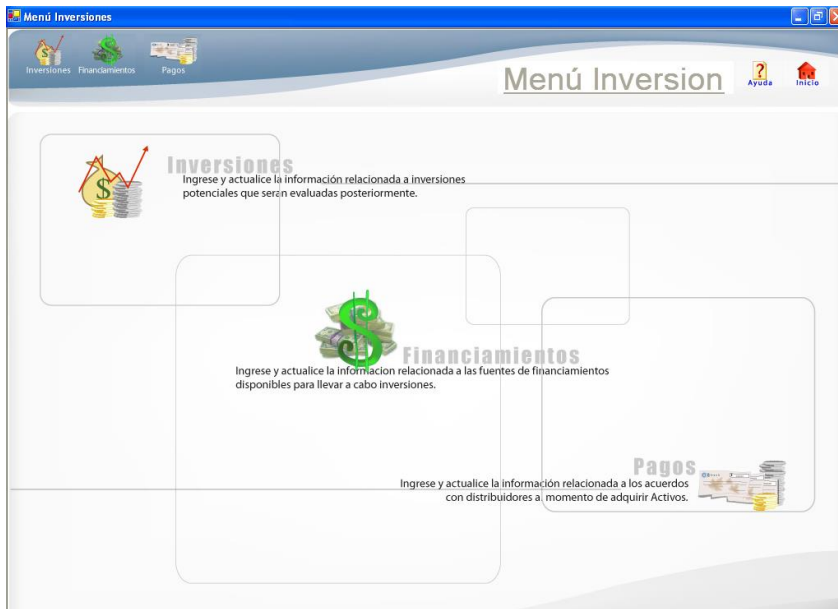 Menú Inversiones
Inversiones Financiamientos Pagos
Menú Inversion
Ayuda Inicio
Inversiones
Ingrese y actualice la información relacionada a inversiones
potenciales que seran evaluadas posteriormente.
Financiamientos
Ingrese y actualice la informacion relacionada a las fuentes de financiamientos
disponibles para llevar a cabo inversiones.
Pagos
Ingrese y actualice la información relacionada a los acuerdos
con distribuidores al momento de adquirir Activos.